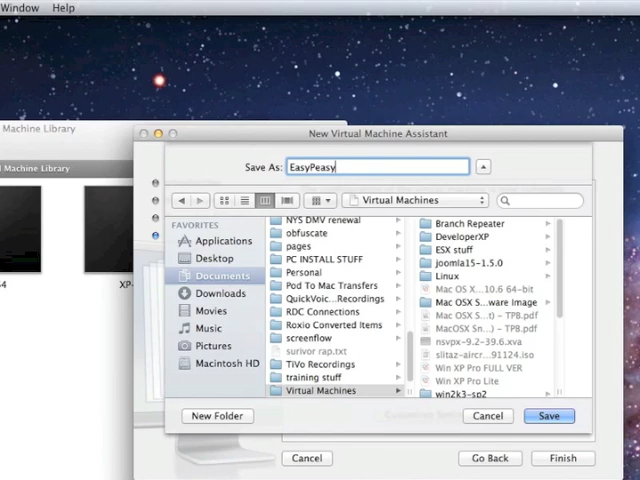 Window Help
Machine Library
Machine Library
New Virtual Machine Assistant
Save As: EasyPeasy
Virtual Machines
FAVORITES
Applications
Desktop
Documents
Downloads
Movies
Music
Pictures
Macintosh HD
NYS DMV renewal
obfuscate
pages
PC INSTALL STUFF
Personal
Pod To Mac Transfers
QuickVoic...Recordings
RDC Connections
Roxio Converted Items
screenflow
surivor rap.txt
TiVo Recordings
training stuff
Virtual Machines
Branch Repeater
DeveloperXP
ESX stuff
joomla15-1.5.0
Linux
Mac OS X...10.6 64-bit
Mac OSX S...ware Image
Mac OSX S...t) - TPB.pdf
MacOSX Sn...) - TPB.pdf
nsvpx-9.2-39.6.xva
slitaz-aircr...91124.iso
Win XP Pro FULL VER
Win XP Pro Lite
win2k3-sp2
64
XP-
New Folder
Cancel
Save
Cancel
Go Back
Finish